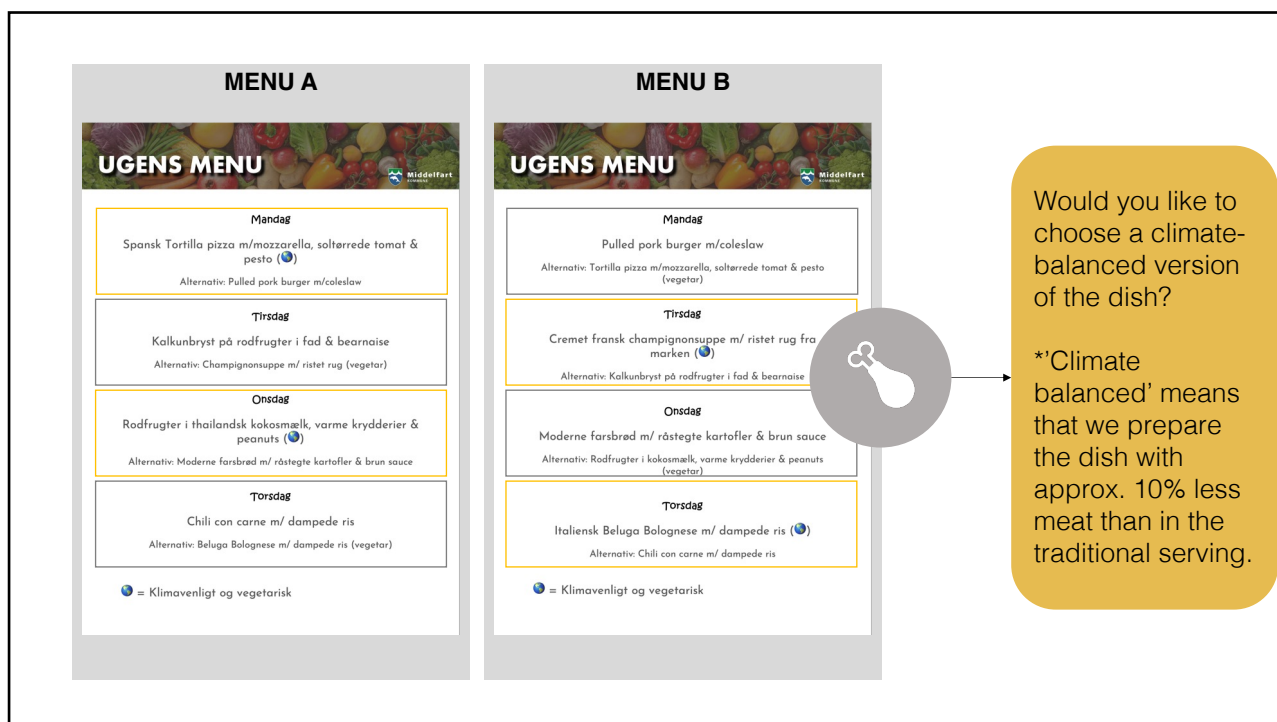 MENU A
UGENS MENU
Middelfart
KOMMUNE
Mandag
Spansk Tortilla pizza m/mozzarella, soltørrede tomat &
pesto (🌏)
Alternativ: Pulled pork burger m/coleslaw
Tirsdag
Kalkunbryst på rodfrugter i fad & bearnaise
Alternativ: Champignonsuppe m/ ristet rug (vegetar)
Onsdag
Rodfrugter i thailandsk kokosmælk, varme krydderier &
peanuts (🌏)
Alternativ: Moderne farsbrød m/ råstegte kartofler & brun sauce
Torsdag
Chili con carne m/ dampede ris
Alternativ: Beluga Bolognese m/ dampede ris (vegetar)
🌏 = Klimavenligt og vegetarisk
MENU B
UGENS MENU
Middelfart
KOMMUNE
Mandag
Pulled pork burger m/coleslaw
Alternativ: Tortilla pizza m/mozzarella, soltørrede tomat & pesto
(vegetar)
Tirsdag
Cremet fransk champignonsuppe m/ ristet rug fra
marken (🌏)
Alternativ: Kalkunbryst på rodfrugter i fad & bearnaise
Onsdag
Moderne farsbrød m/ råstegte kartofler & brun sauce
Alternativ: Rodfrugter i kokosmælk, varme krydderier & peanuts
(vegetar)
Torsdag
Italiensk Beluga Bolognese m/ dampede ris (🌏)
Alternativ: Chili con carne m/ dampede ris
🌏 = Klimavenligt og vegetarisk
Would you like to
choose a climate-
balanced version
of the dish?
*’Climate
balanced’ means
that we prepare
the dish with
approx. 10% less
meat than in the
traditional serving.